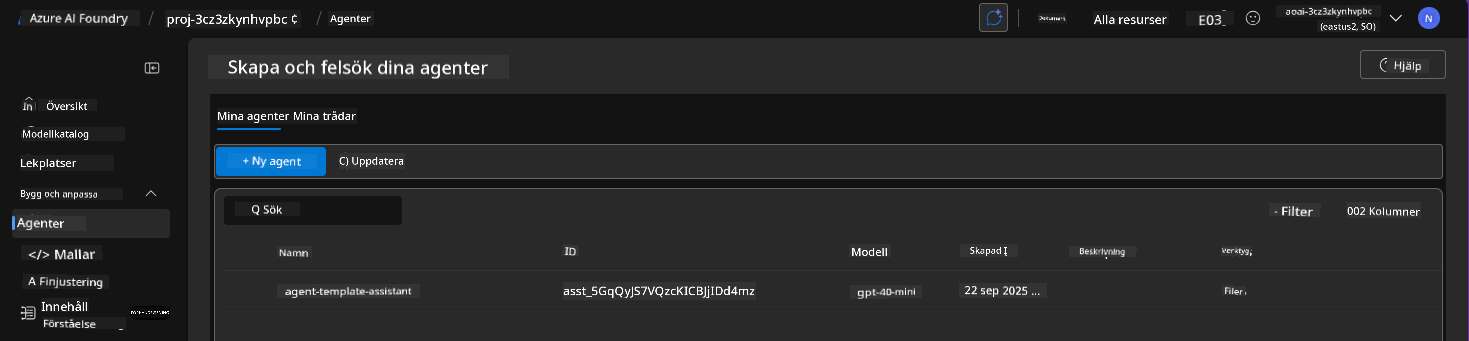 Azure AI Foundry / proj-3cz3zkynhvpbc ¢ / Agenter
Dokument
Alla resurser
E03
aoai-3cz3zkynhvpbc
(eastus2, SO)
N
Skapa och felsök dina agenter
Hjälp
In Översikt
Modellkatalog
Lekplatser
Bygg och anpassa
Agenter
</> Mallar
A Finjustering
Innehåll
Förståelse
Mina agenter Mina trådar
+ Ny agent
C) Uppdatera
Q Sök
- Filter
002 Kolumner
Namn ID Modell Skapad I Beskrivning Verktyg,
agent-template-assistant asst_5GqQyJS7VQzcKICBJjIDd4mz gpt-40-mini 22 sep 2025 ... Filer,